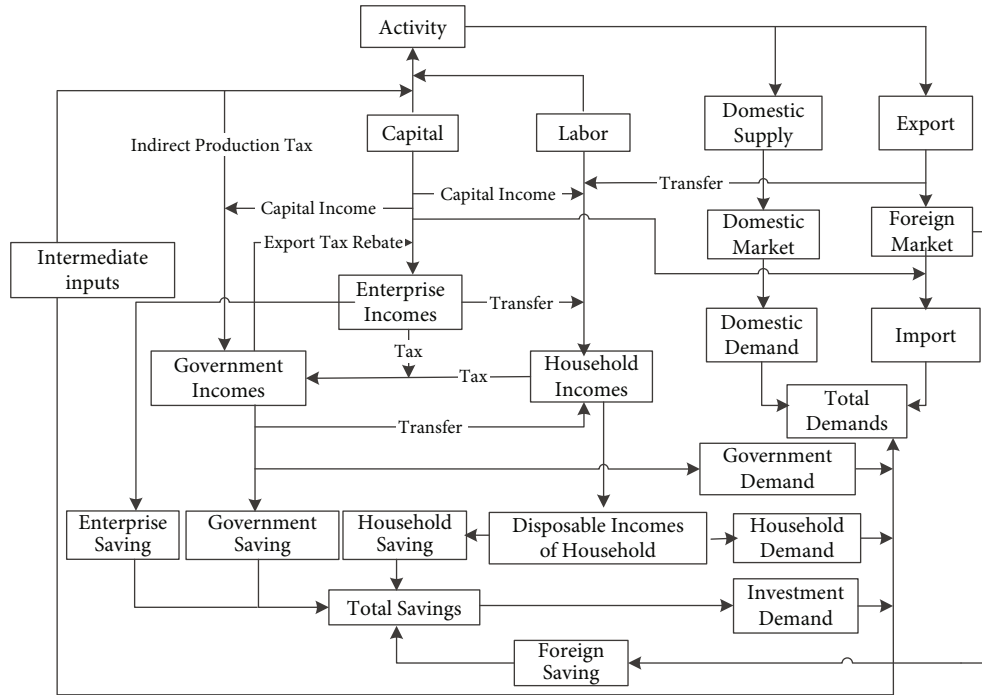 Activity
Domestic
Supply
Export
Capital
Labor
Indirect Production Tax
Transfer
Capital Income
Capital Income
Domestic
Market
Foreign
Market
Export Tax Rebate
Intermediate
inputs
Enterprise
Incomes
Transfer
Domestic
Demand
Import
Tax
Government
Incomes
Tax
Household
Incomes
Total
Demands
Transfer
Government
Demand
Enterprise
Saving
Government
Saving
Household
Saving
Disposable Incomes
of Household
Household
Demand
Total Savings
Investment
Demand
Foreign
Saving